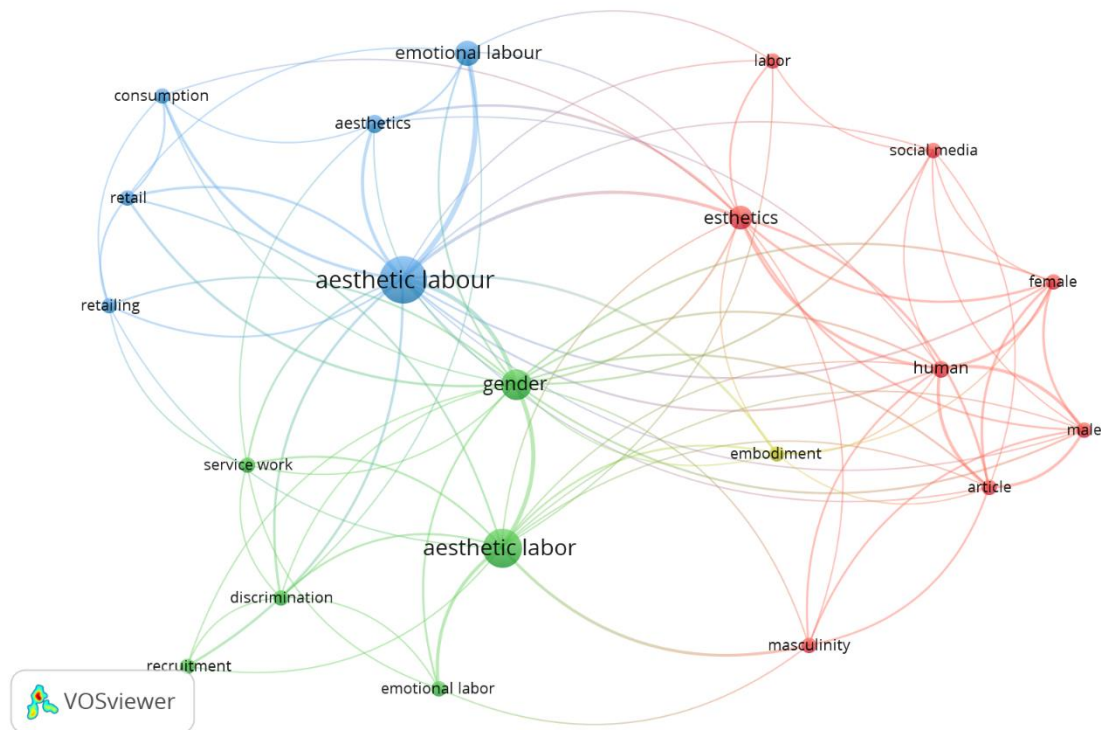 emotional labour
labor
consumption
aesthetics
social media
retail
esthetics
aesthetic labour
female
retailing
human
gender
male
embodiment
service work
article
aesthetic labor
discrimination
masculinity
recruitment
emotional labor
VOSviewer